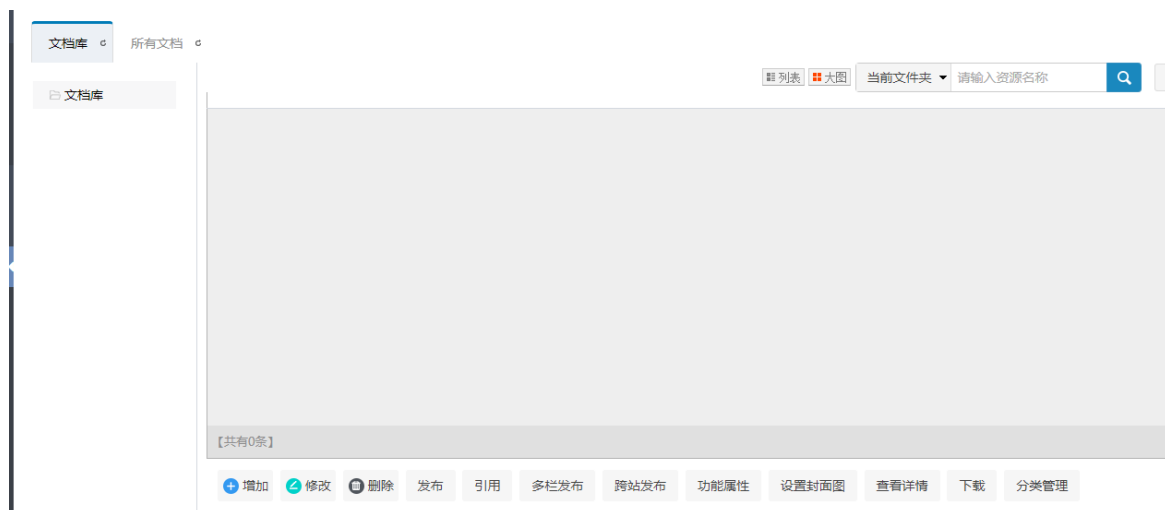 文档库 所有文档
列表 大图 当前文件夹 请输入资源名称
文档库
【共有0条】
增加 修改 删除 发布 引用 多栏发布 跨站发布 功能属性 设置封面图 查看详情 下载 分类管理